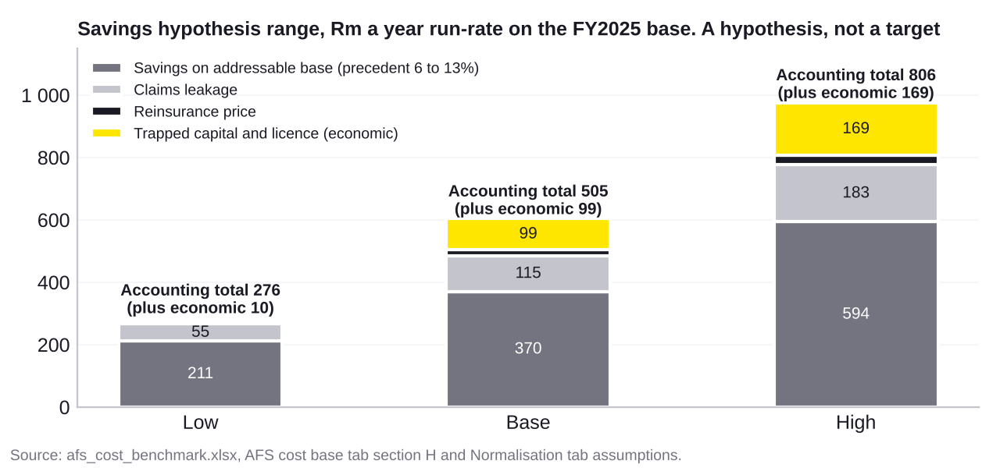 Savings hypothesis range, Rm a year run-rate on the FY2025 base. A hypothesis, not a target
Savings on addressable base (precedent 6 to 13%)
Claims leakage
Reinsurance price
Trapped capital and licence (economic)
1 000
800
600
400
200
0
Accounting total 276
(plus economic 10)
55
211
Accounting total 505
(plus economic 99)
99
115
370
Accounting total 806
(plus economic 169)
169
183
594
Low
Base
High
Source: afs_cost_benchmark.xlsx, AFS cost base tab section H and Normalisation tab assumptions.